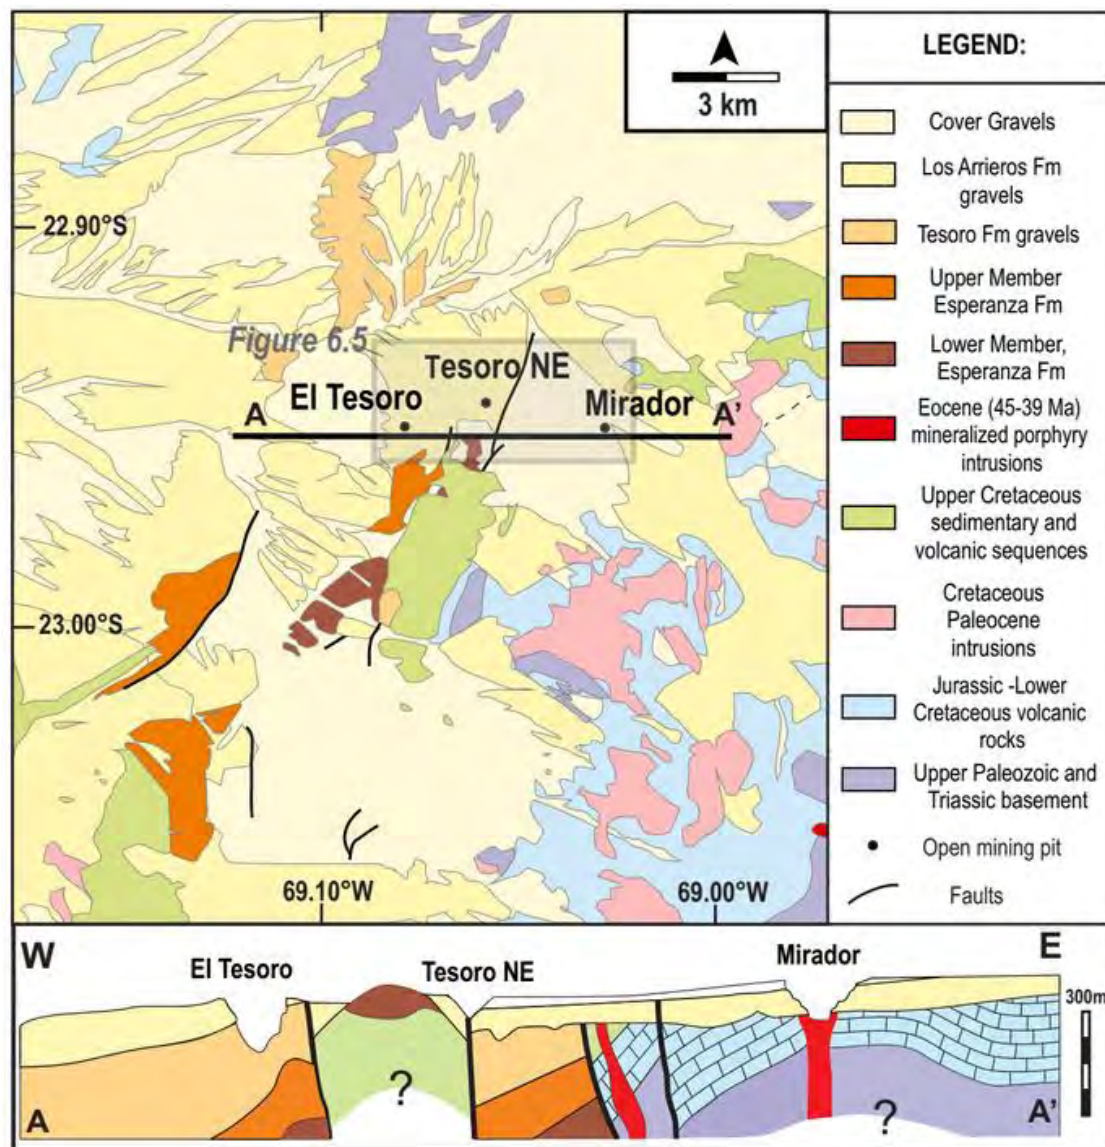 3 km
22.90°S
Figure 6.5
Tesoro NE
El Tesoro
Mirador
A
A'
23.00°S
69.10°W
69.00°W
LEGEND:
Cover Gravels
Los Arrieros Fm
gravels
Tesoro Fm gravels
Upper Member
Esperanza Fm
Lower Member,
Esperanza Fm
Eocene (45-39 Ma)
mineralized porphyry
intrusions
Upper Cretaceous
sedimentary and
volcanic sequences
Cretaceous
Paleocene
intrusions
Jurassic -Lower
Cretaceous volcanic
rocks
Upper Paleozoic and
Triassic basement
Open mining pit
Faults
W
E
El Tesoro
Tesoro NE
Mirador
300m
?
?
A
A'